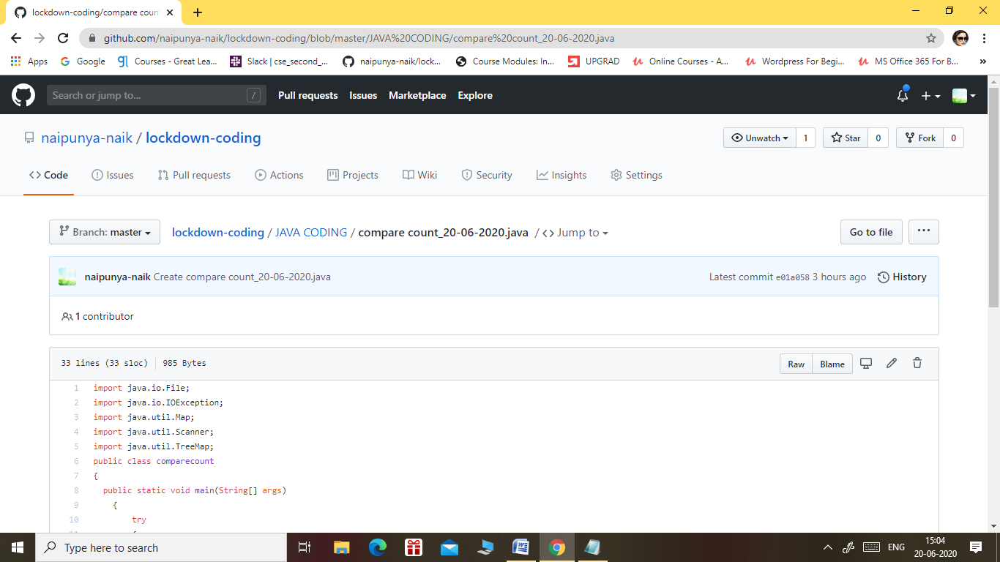 lockdown-coding/compare coun
github.com/naipunya-naik/lockdown-coding/blob/master/JAVA%20CODING/compare%20count_20-06-2020.java
Apps Google Courses - Great Lea... Slack | cse_second_... naipunya-naik/lock... Course Modules: In... UPGRAD Online Courses - A... Wordpress For Begi... MS Office 365 For B... »
Search or jump to... / Pull requests Issues Marketplace Explore
naipunya-naik / lockdown-coding Unwatch 1 Star 0 Fork 0
<> Code Issues Pull requests Actions Projects Wiki Security Insights Settings
Branch: master lockdown-coding / JAVA CODING / compare count_20-06-2020.java / <> Jump to Go to file ...
naipunya-naik Create compare count_20-06-2020.java Latest commit e01a058 3 hours ago History
1 contributor
33 lines (33 sloc) 985 Bytes Raw Blame
1 import java.io.File;
2 import java.io.IOException;
3 import java.util.Map;
4 import java.util.Scanner;
5 import java.util.TreeMap;
6 public class comparecount
7 {
8 public static void main(String[] args)
9 {
10 try
Type here to search ENG 15:04
20-06-2020